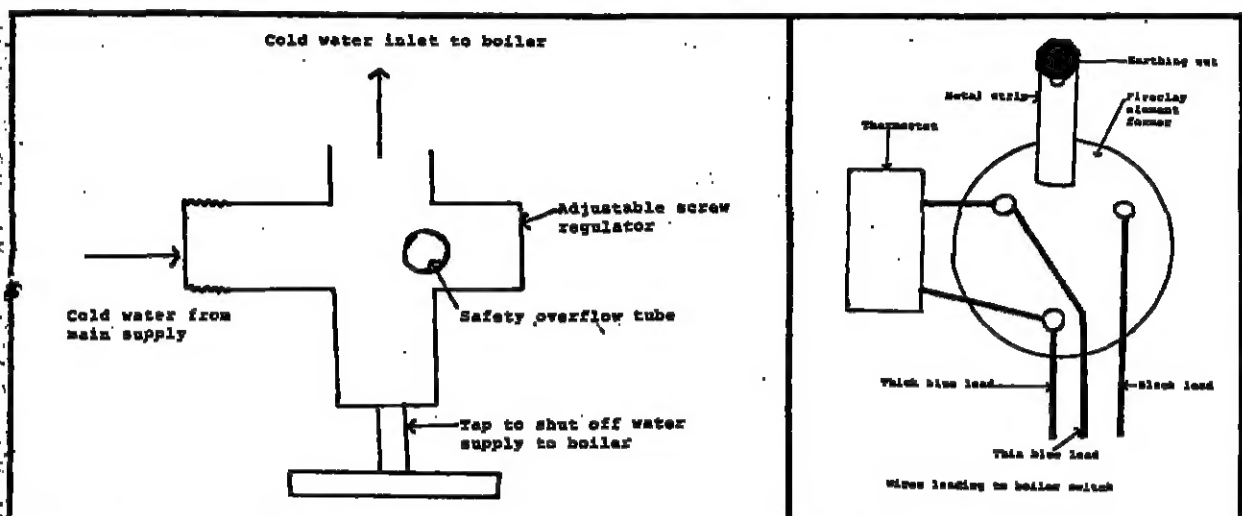 Cold water inlet to boiler
Adjustable screw
regulator
Cold water from
main supply
Safety overflow tube
Tap to shut off water
supply to boiler
Earthing nut
Metal strip
Fireclay
element
former
Thermostat
Thick blue lead
Black lead
Thin blue lead
Wires leading to boiler switch